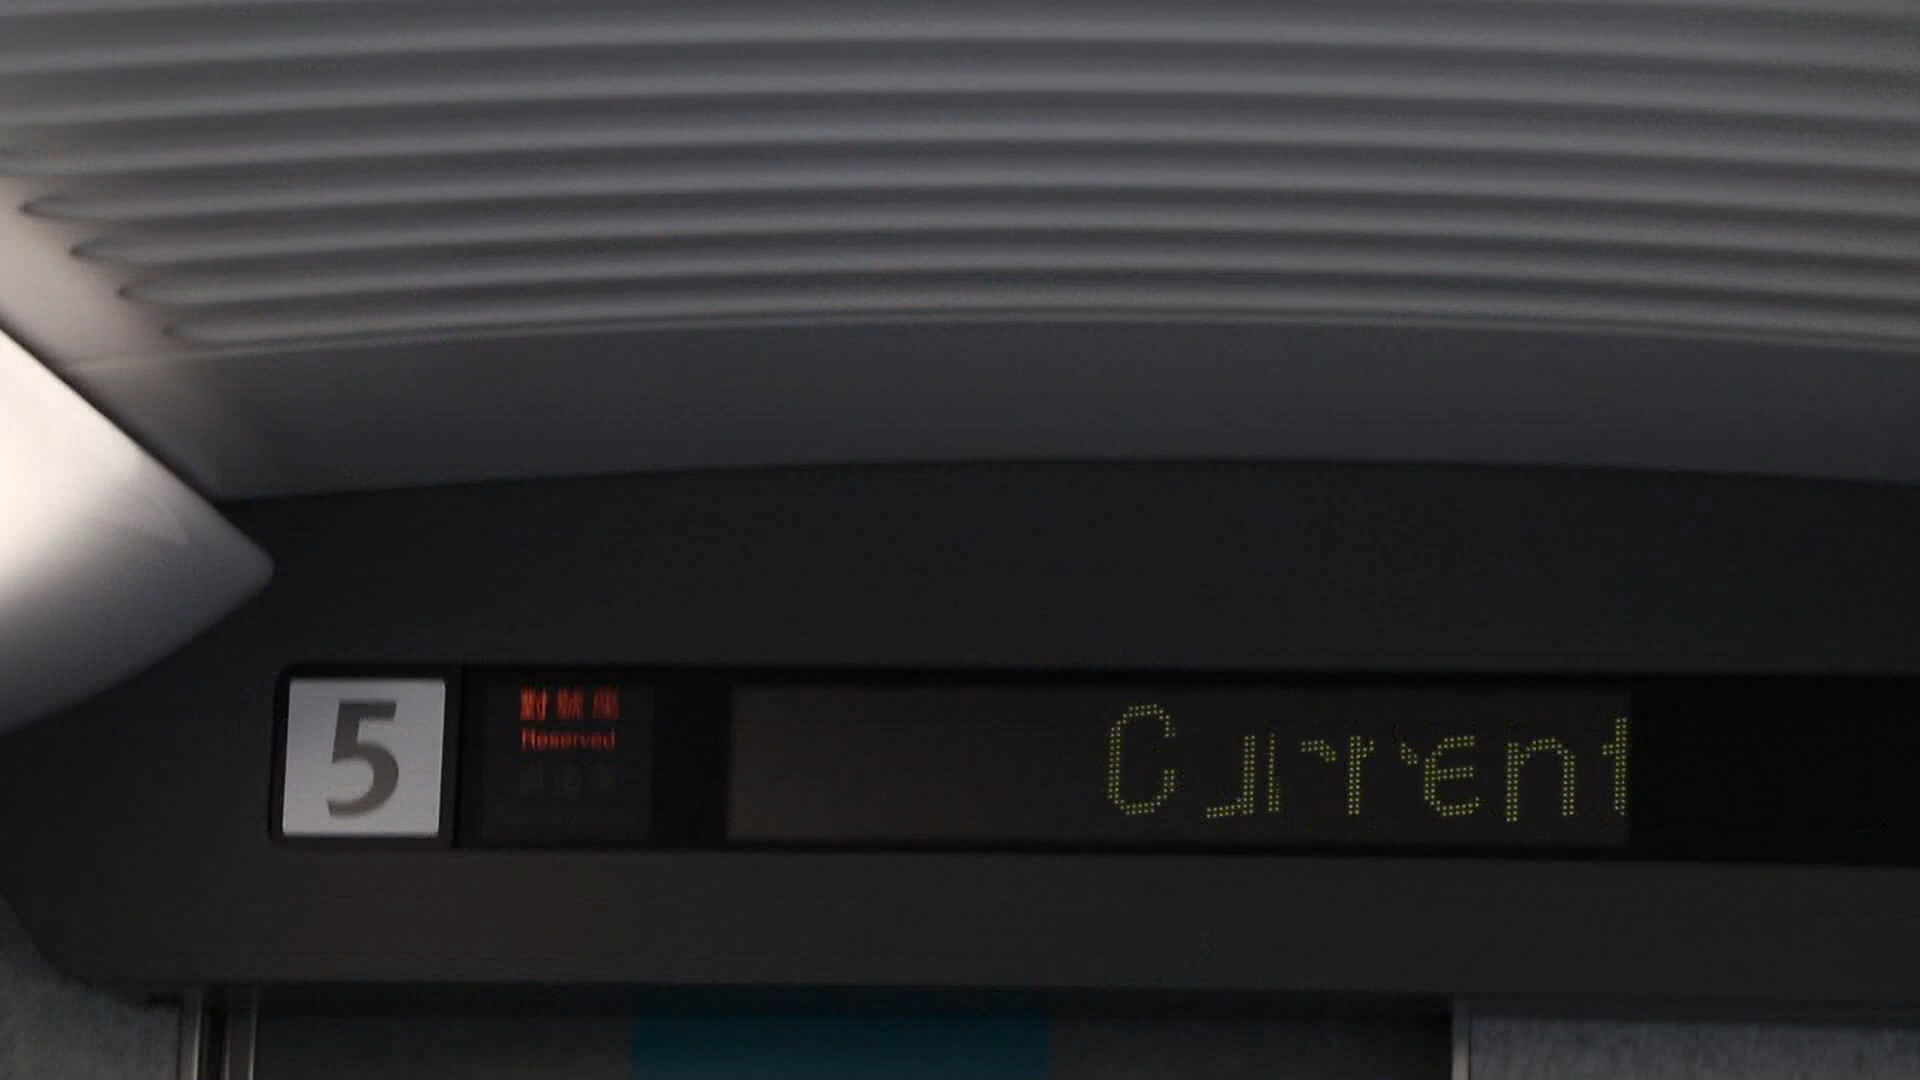 5
對號座
Reserved
Current